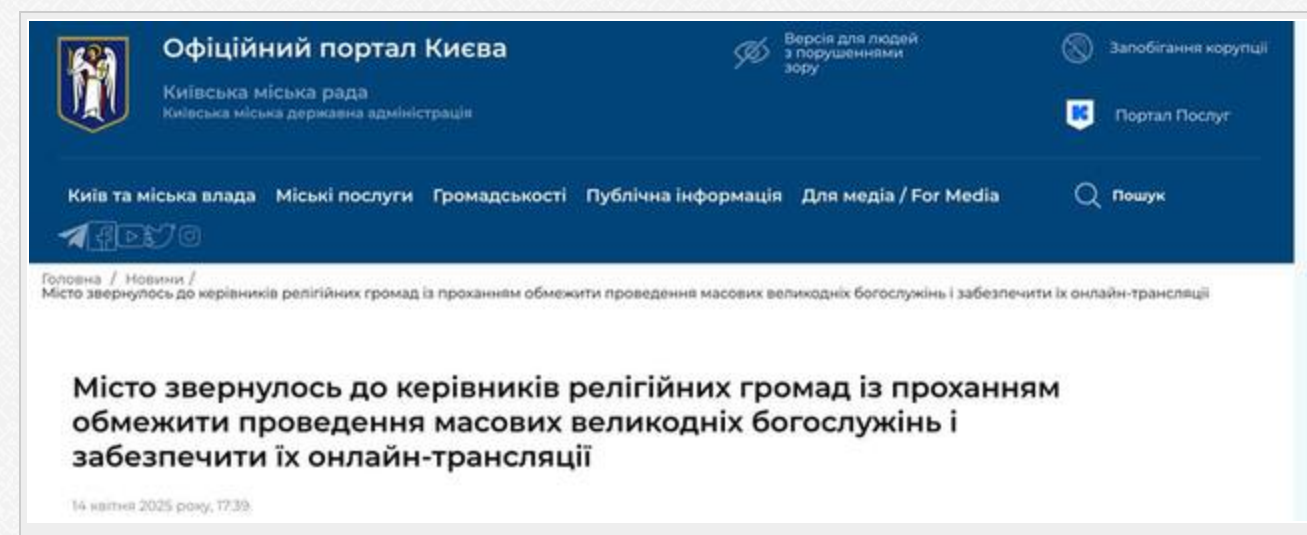 Офіційний портал Києва
Київська міська рада
Київська міська державна адміністрація
Версія для людей
з порушеннями
зору
Запобігання корупції
Портал Послуг
Київ та міська влада Міські послуги Громадськості Публічна інформація Для медіа / For Media Пошук
Головна / Новини /
Місто звернулось до керівників релігійних громад із проханням обмежити проведення масових великодніх богослужінь і забезпечити їх онлайн-трансляції
Місто звернулось до керівників релігійних громад із проханням
обмежити проведення масових великодніх богослужінь і
забезпечити їх онлайн-трансляції
14 квітня 2025 року, 17:39